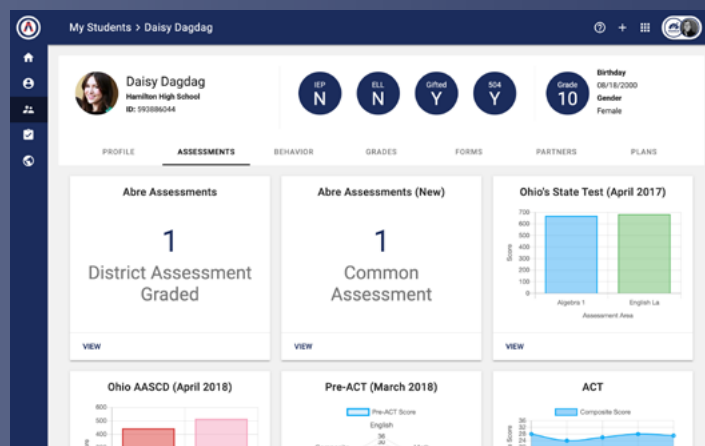 My Students > Daisy Dagdag
Daisy Dagdag
Hamilton High School
ID: 593886044
IEP
N
ELL
N
Gifted
Y
504
Y
Grade
10
Birthday
08/18/2000
Gender
Female
PROFILE ASSESSMENTS BEHAVIOR GRADES FORMS PARTNERS PLANS
Abre Assessments
1
District Assessment
Graded
VIEW
Abre Assessments (New)
1
Common
Assessment
VIEW
Ohio's State Test (April 2017)
700
600
500
400
300
200
100
0
Score
Algebra 1 English La
Assessment Area
VIEW
Ohio AASCD (April 2018)
600
500
400
Pre-ACT (March 2018)
Pre-ACT Score
English
36
30
ACT
Composite Score
36
32
28
24
Score